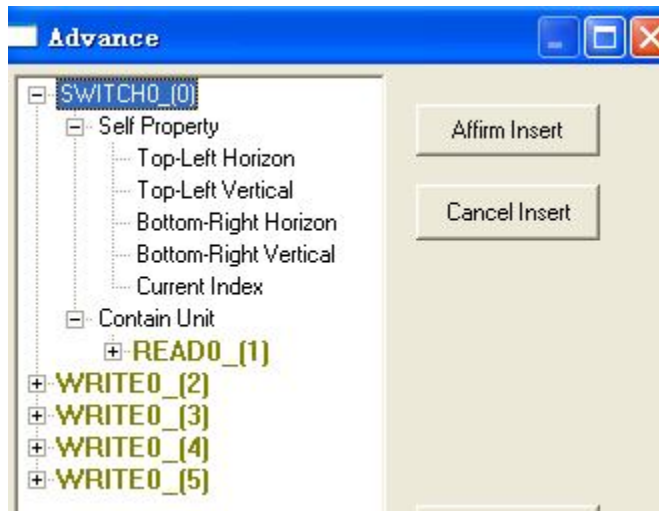 Advance
SWITCH0_(0)
Self Property
Top-Left Horizon
Top-Left Vertical
Bottom-Right Horizon
Bottom-Right Vertical
Current Index
Contain Unit
READ0_(1)
WRITE0_(2)
WRITE0_(3)
WRITE0_(4)
WRITE0_(5)
Affirm Insert
Cancel Insert